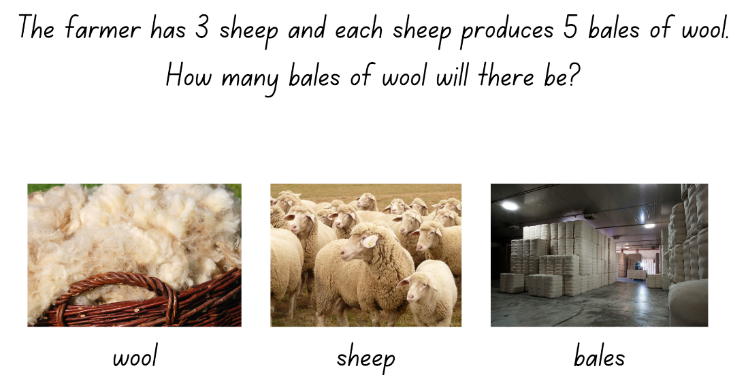 The farmer has 3 sheep and each sheep produces 5 bales of wool.
How many bales of wool will there be?
wool
sheep
bales